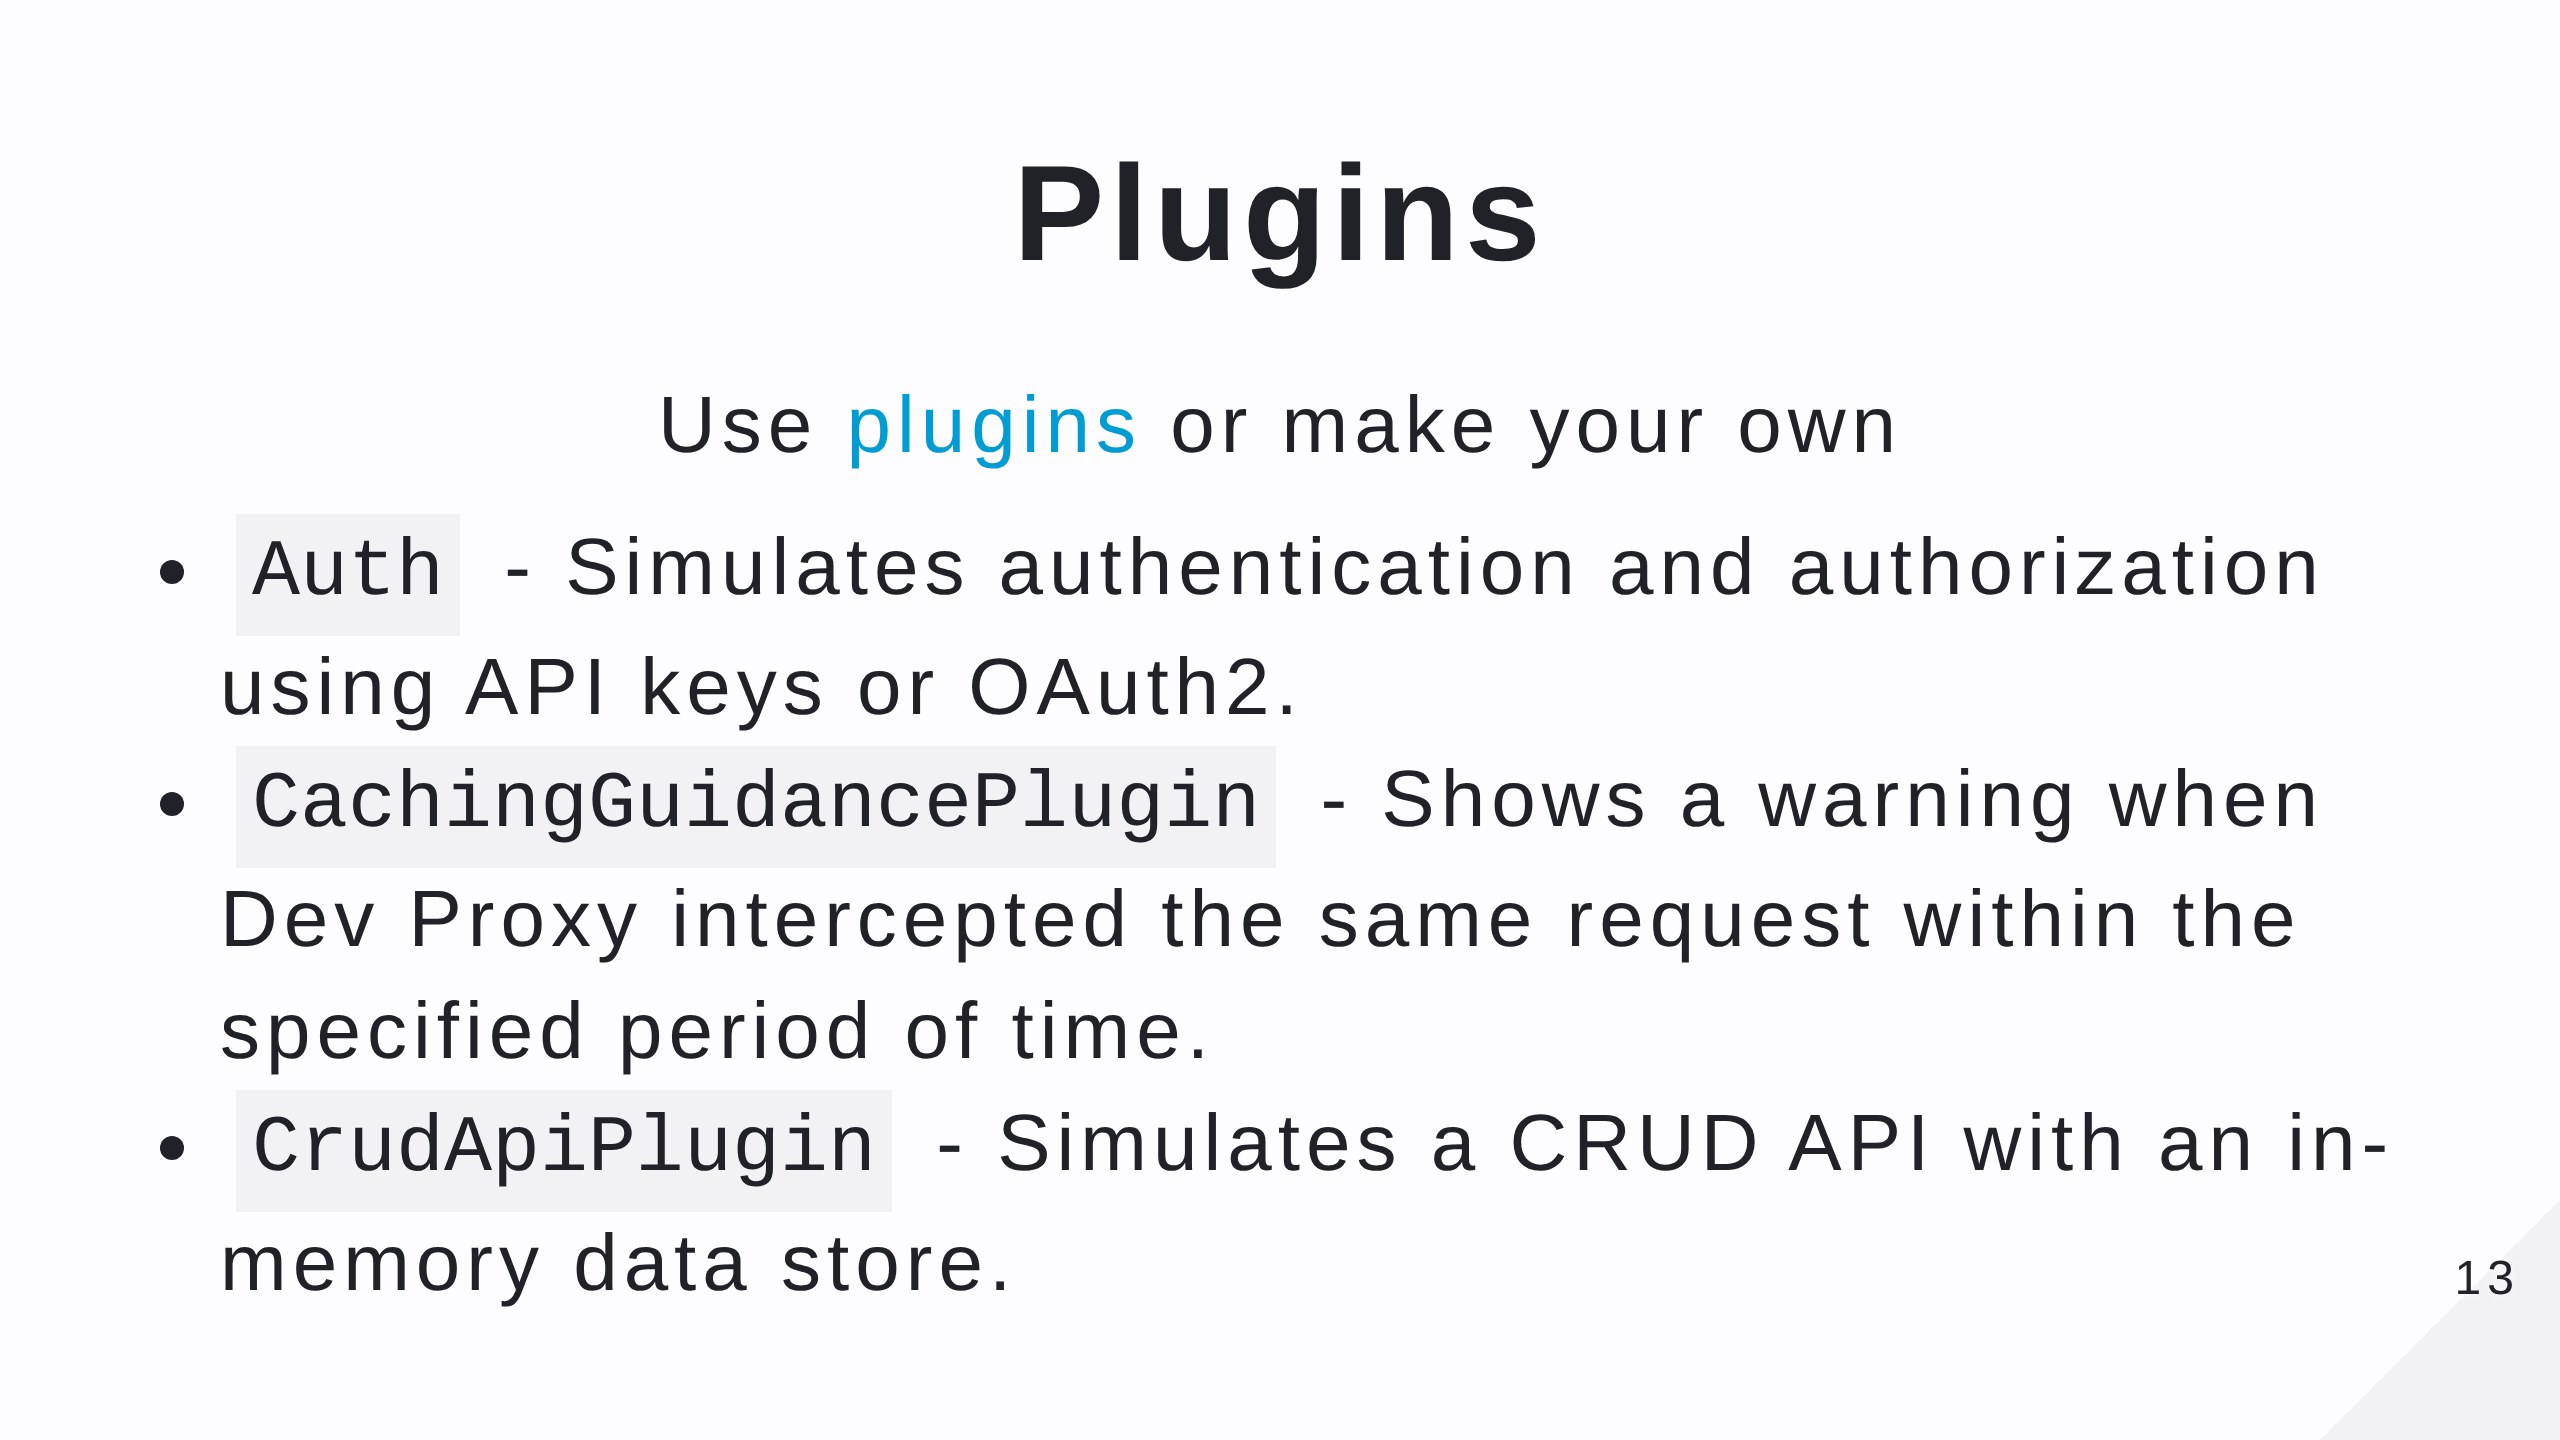 Plugins
Use plugins or make your own
• Auth - Simulates authentication and authorization
using API keys or OAuth2.
• CachingGuidancePlugin - Shows a warning when
Dev Proxy intercepted the same request within the
specified period of time.
• CrudApiPlugin - Simulates a CRUD API with an in-
memory data store.
13